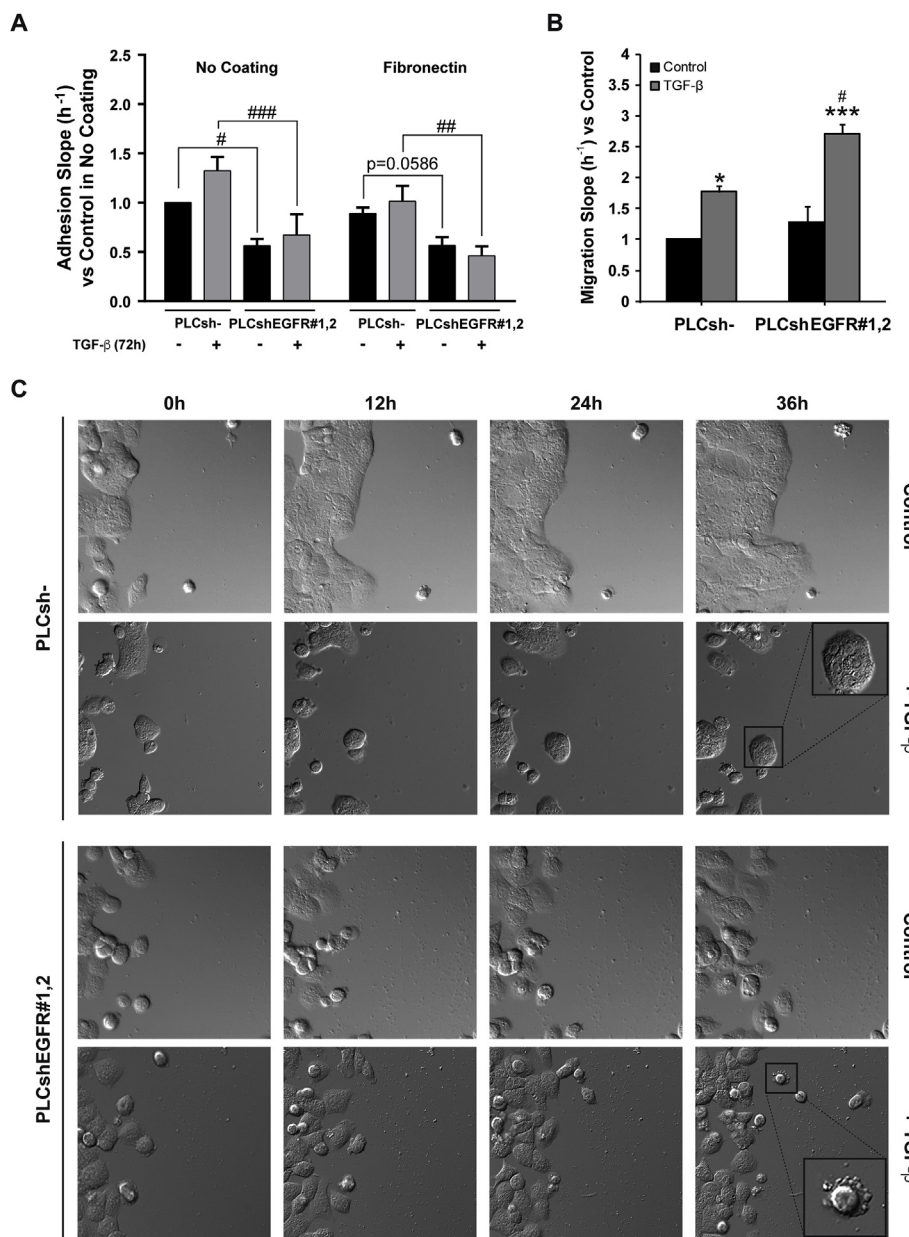 A
No Coating Fibronectin
Adhesion Slope (h⁻¹)
vs Control in No Coating
2.5
2.0
1.5
1.0
0.5
0.0
# ### p=0.0586 ##
PLCsh- PLCshEGFR#1,2 PLCsh- PLCshEGFR#1,2
TGF-β (72h) - + - + - + - +
B
Migration Slope (h⁻¹) vs Control
4
3.5
3
2.5
2
1.5
1
0.5
0
Control
TGF-β
*
#
***
PLCsh- PLCshEGFR#1,2
C
0h 12h 24h 36h
PLCsh-
PLCshEGFR#1,2